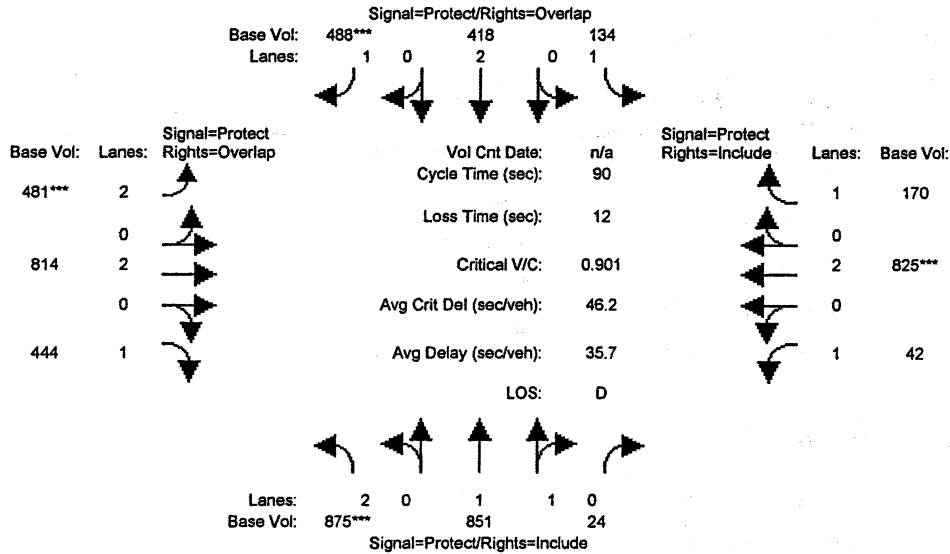 Signal=Protect/Rights=Overlap
Base Vol: 488*** 418 134
Lanes: 1 0 2 0 1
Signal=Protect
Rights=Overlap
Base Vol: Lanes:
481*** 2
0
814 2
0
444 1
Vol Cnt Date: n/a
Cycle Time (sec): 90
Loss Time (sec): 12
Critical V/C: 0.901
Avg Crit Del (sec/veh): 46.2
Avg Delay (sec/veh): 35.7
LOS: D
Signal=Protect
Rights=Include
Lanes: Base Vol:
1 170
0
2 825***
0
1 42
Lanes: 2 0 1 1 0
Base Vol: 875*** 851 24
Signal=Protect/Rights=Include